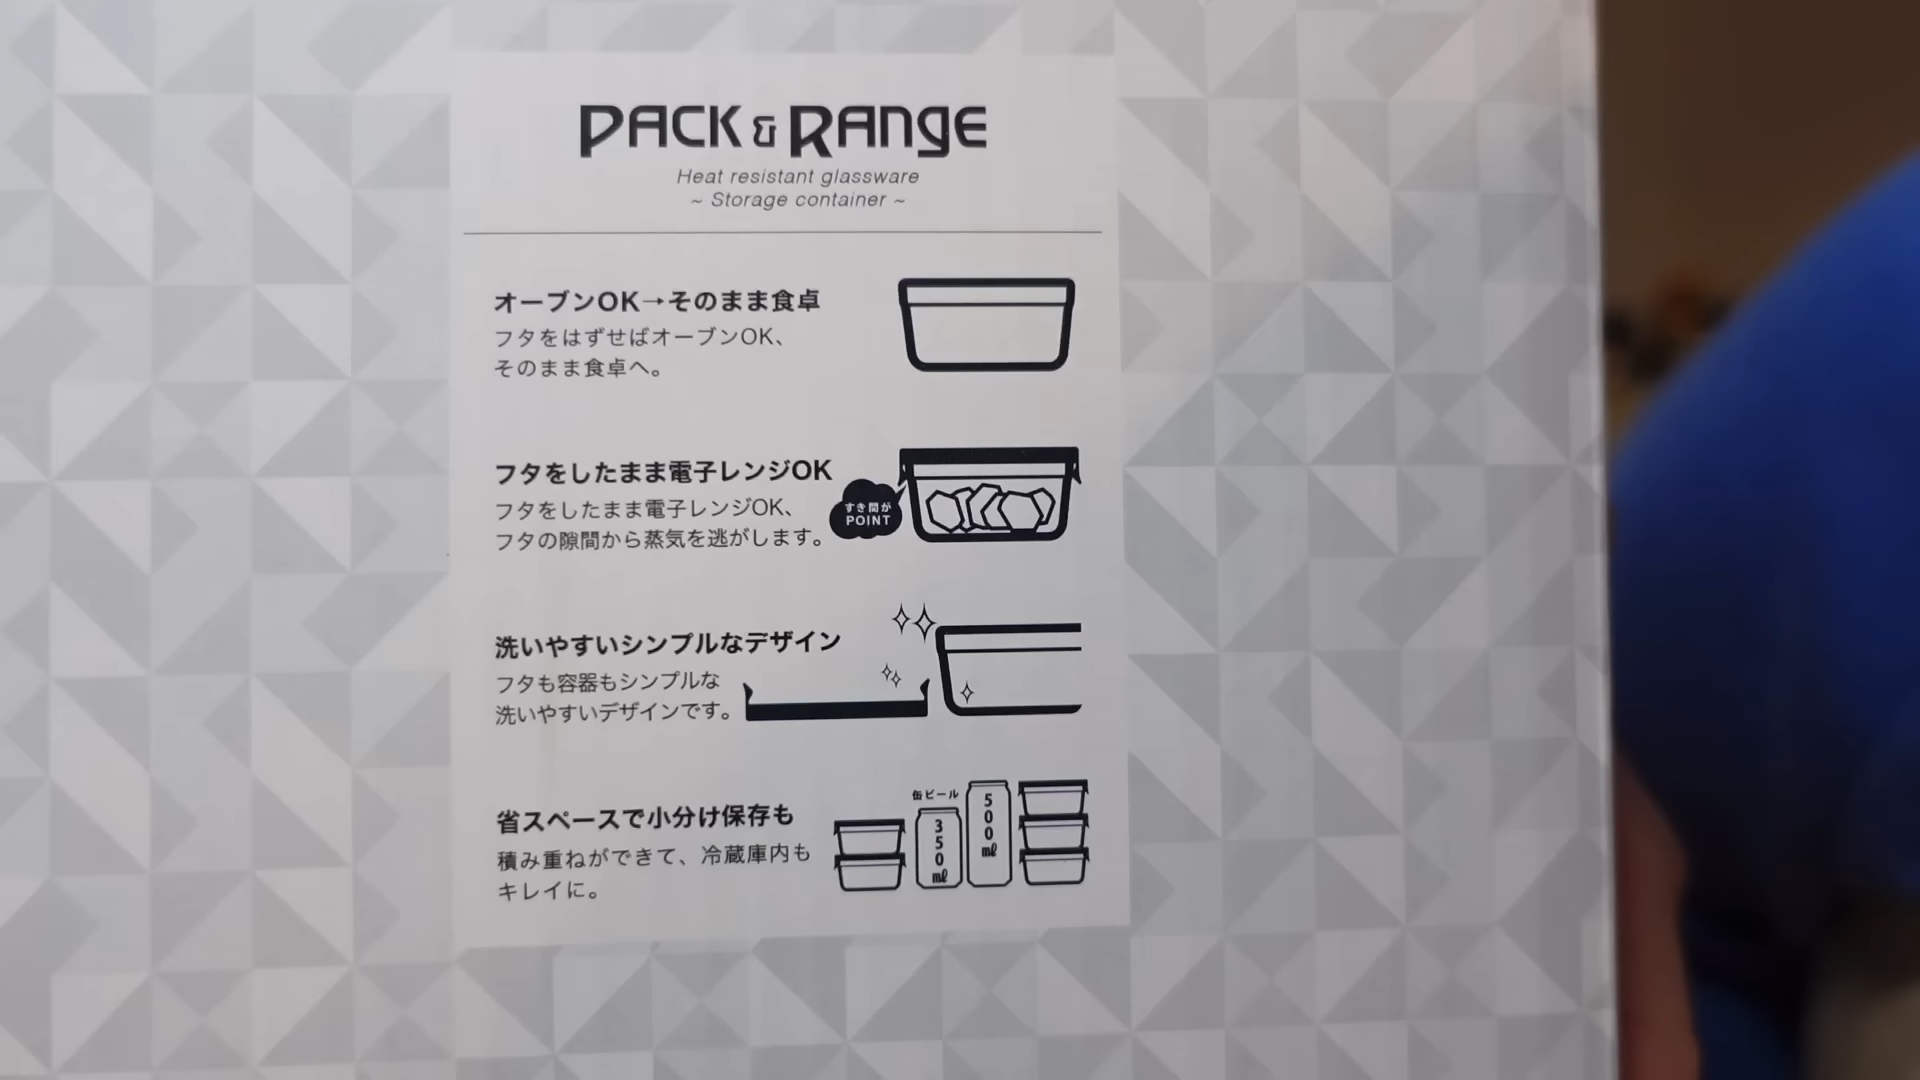 PACK & RANGE
Heat resistant glassware
~ Storage container ~
オーブンOK→そのまま食卓
フタをはずせばオーブンOK、
そのまま食卓へ。
フタをしたまま電子レンジOK
フタをしたまま電子レンジOK、
フタの隙間から蒸気を逃がします。
すき間が
POINT
洗いやすいシンプルなデザイン
フタも容器もシンプルな
洗いやすいデザインです。
省スペースで小分け保存も
積み重ねができて、冷蔵庫内も
キレイに。
缶ビール
350㎖
500㎖